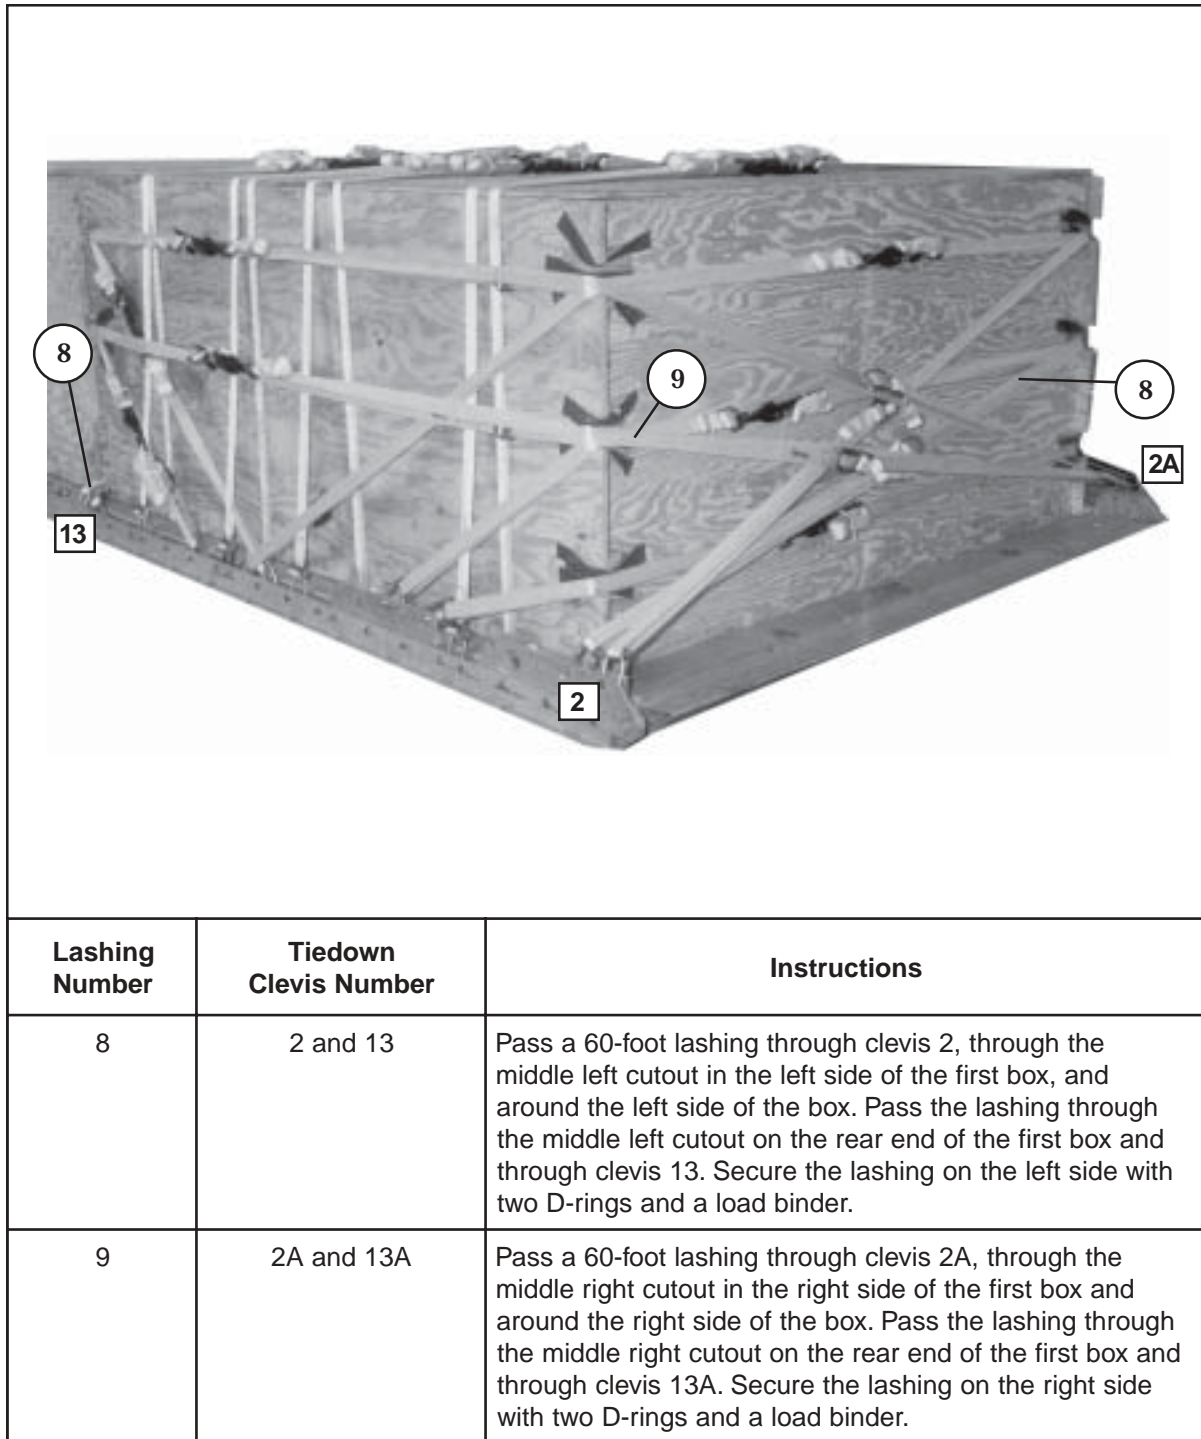 8
9
8
2A
13
2
Lashing Number
Tiedown Clevis Number
Instructions
8
2 and 13
Pass a 60-foot lashing through clevis 2, through the
middle left cutout in the left side of the first box, and
around the left side of the box. Pass the lashing through
the middle left cutout on the rear end of the first box and
through clevis 13. Secure the lashing on the left side with
two D-rings and a load binder.
9
2A and 13A
Pass a 60-foot lashing through clevis 2A, through the
middle right cutout in the right side of the first box and
around the right side of the box. Pass the lashing through
the middle right cutout on the rear end of the first box and
through clevis 13A. Secure the lashing on the right side
with two D-rings and a load binder.